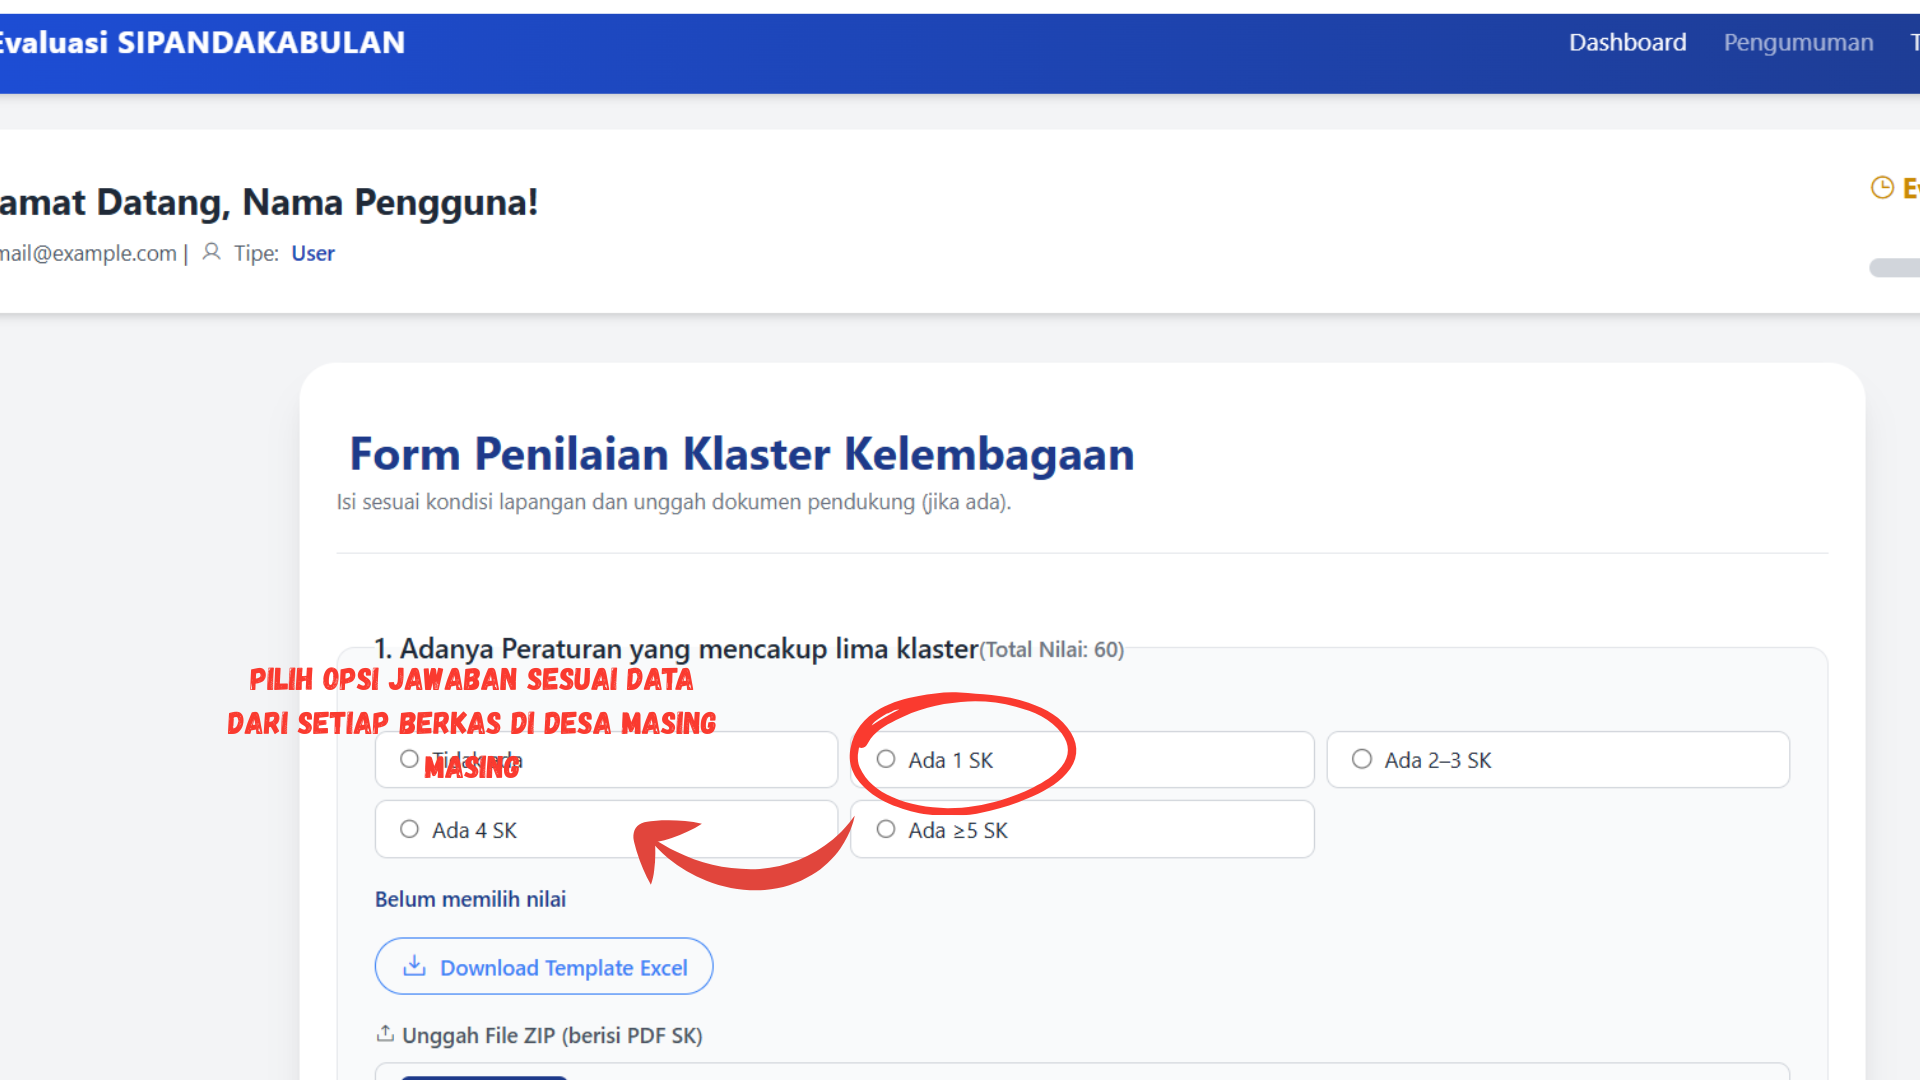 Evaluasi SIPANDAKABULAN
Dashboard Pengumuman
amat Datang, Nama Pengguna!
mail@example.com | Tipe: User
Form Penilaian Klaster Kelembagaan
Isi sesuai kondisi lapangan dan unggah dokumen pendukung (jika ada).
1. Adanya Peraturan yang mencakup lima klaster(Total Nilai: 60)
PILIH OPSI JAWABAN SESUAI DATA
DARI SETIAP BERKAS DI DESA MASING
MASING
Tidak ada
Ada 1 SK
Ada 2–3 SK
Ada 4 SK
Ada ≥5 SK
Belum memilih nilai
Download Template Excel
Unggah File ZIP (berisi PDF SK)